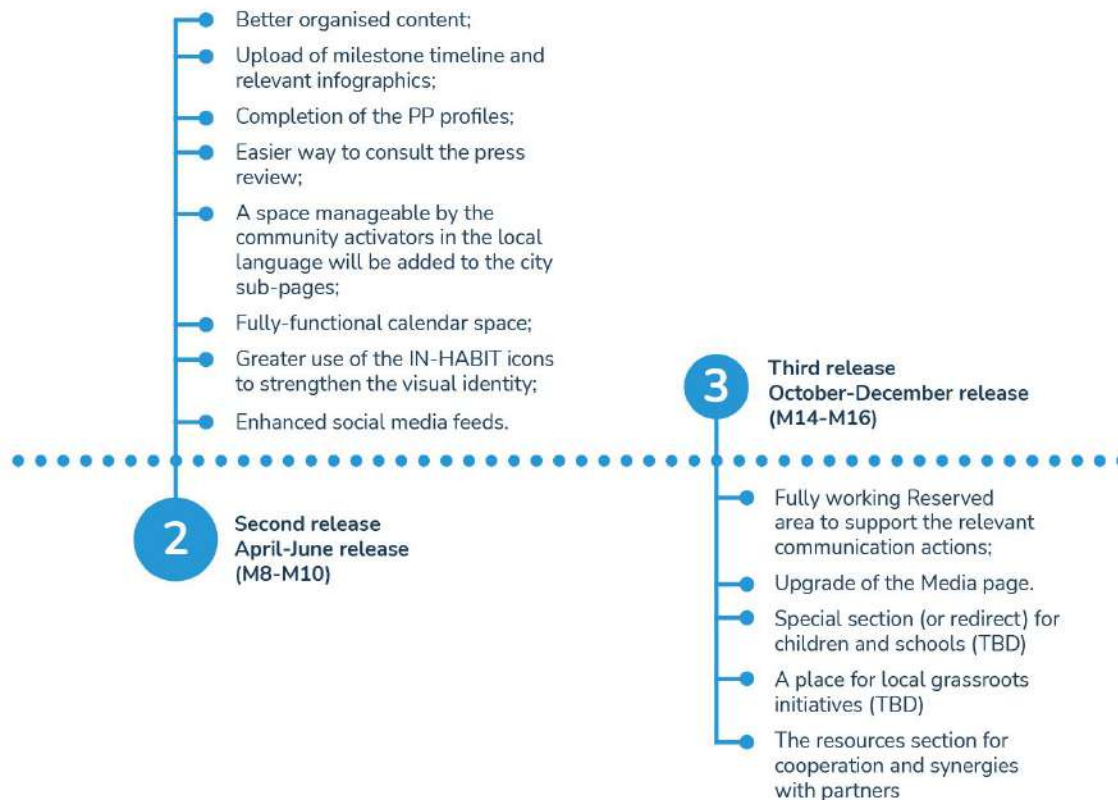 Better organised content;
Upload of milestone timeline and
relevant infographics;
Completion of the PP profiles;
Easier way to consult the press
review;
A space manageable by the
community activators in the local
language will be added to the city
sub-pages;
Fully-functional calendar space;
Greater use of the IN-HABIT icons
to strengthen the visual identity;
Enhanced social media feeds.
2
Second release
April-June release
(M8-M10)
3
Third release
October-December release
(M14-M16)
Fully working Reserved
area to support the relevant
communication actions;
Upgrade of the Media page.
Special section (or redirect) for
children and schools (TBD)
A place for local grassroots
initiatives (TBD)
The resources section for
cooperation and synergies
with partners